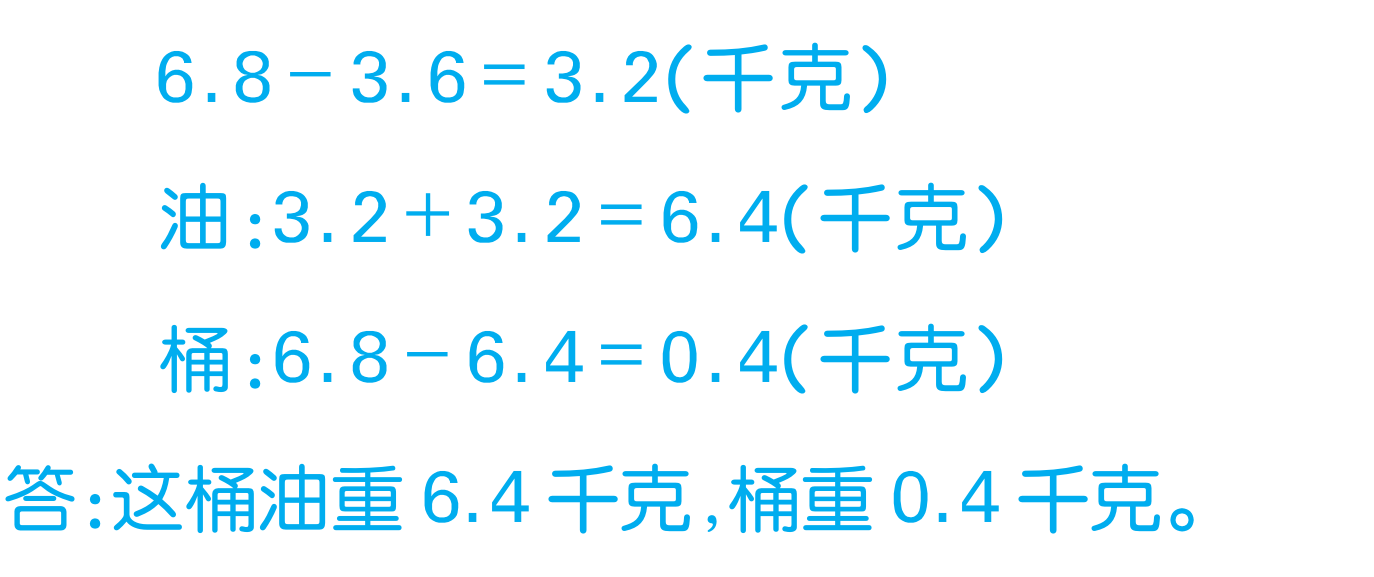 6.8－3.6＝3.2(千克)
油:3.2＋3.2＝6.4(千克)
桶:6.8－6.4＝0.4(千克)
答:这桶油重 6.4 千克,桶重 0.4 千克。